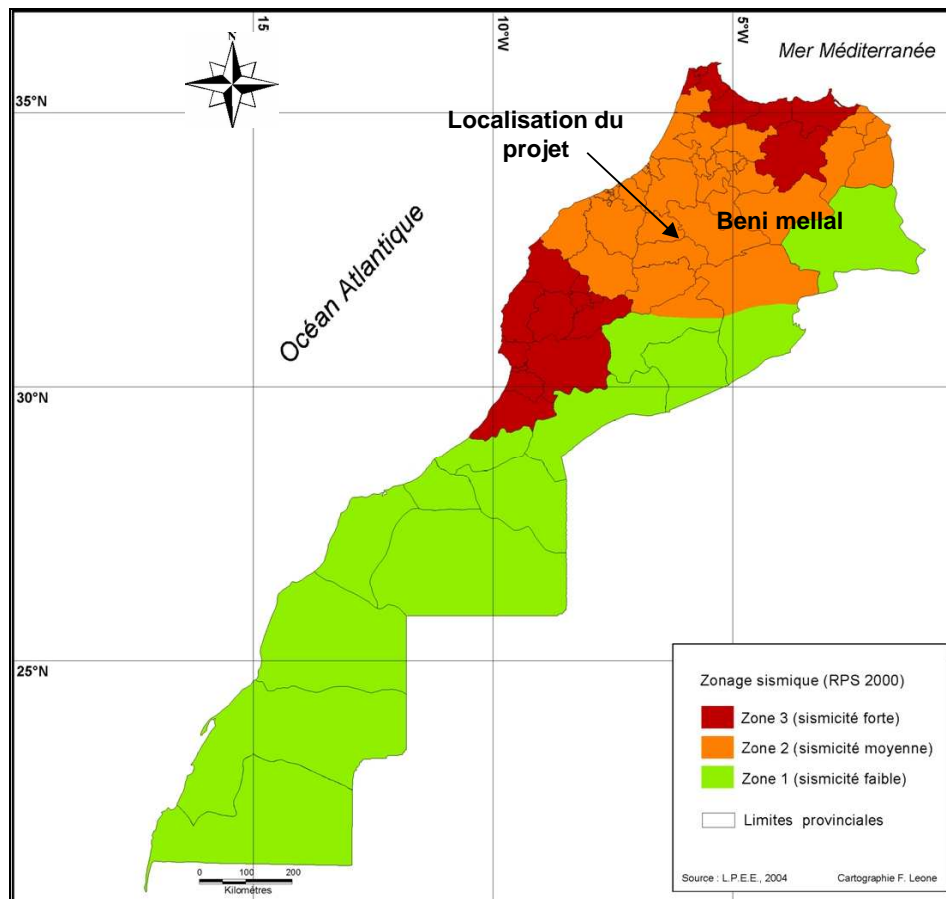 15
10°W
5°W
Mer Méditerranée
N
35°N
Localisation du
projet
Beni mellal
Océan Atlantique
30°N
25°N
Zonage sismique (RPS 2000)
Zone 3 (sismicité forte)
Zone 2 (sismicité moyenne)
Zone 1 (sismicité faible)
Limites provinciales
0 100 200
Kilométres
Source : L.P.E.E., 2004 Cartographie F. Leone